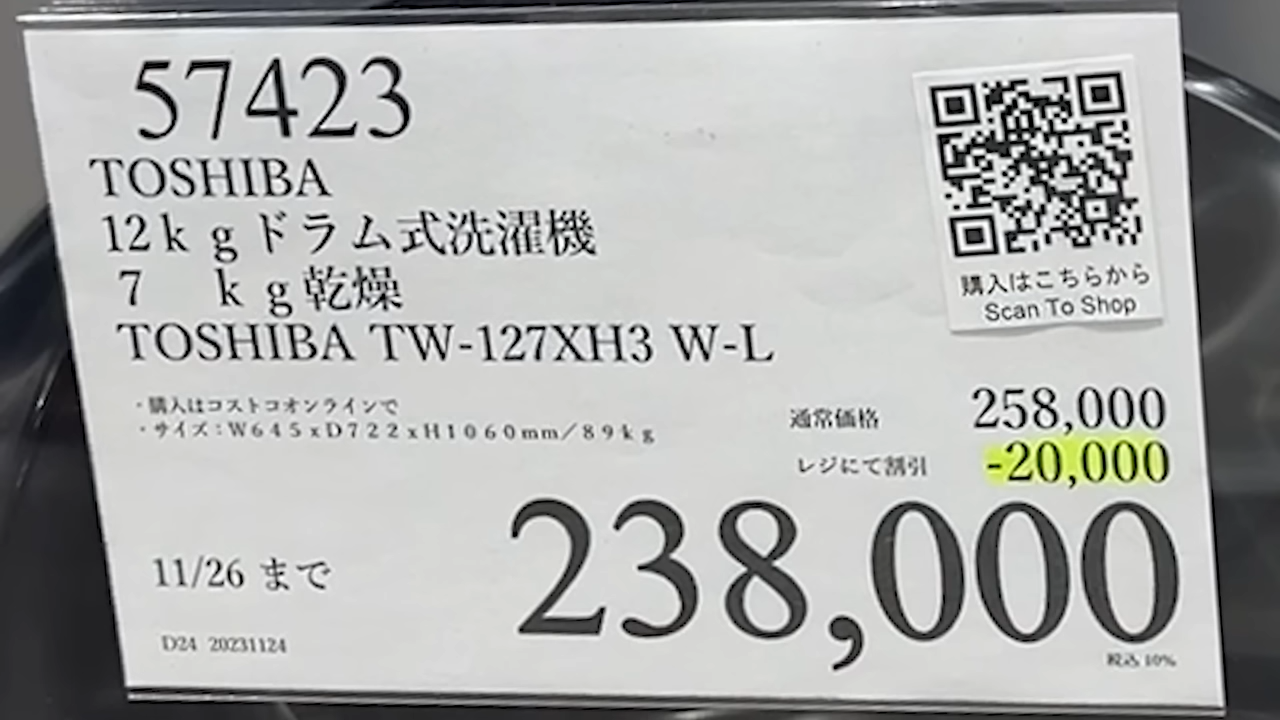 57423
TOSHIBA
12kgドラム式洗濯機
7 kg乾燥
TOSHIBA TW-127XH3 W-L
購入はこちらから
Scan To Shop
・購入はコストコオンラインで
・サイズ：W645xD722xH1060mm／89kg
通常価格 258,000
レジにて割引 -20,000
238,000
11/26 まで
D24 20231124
税込 10%